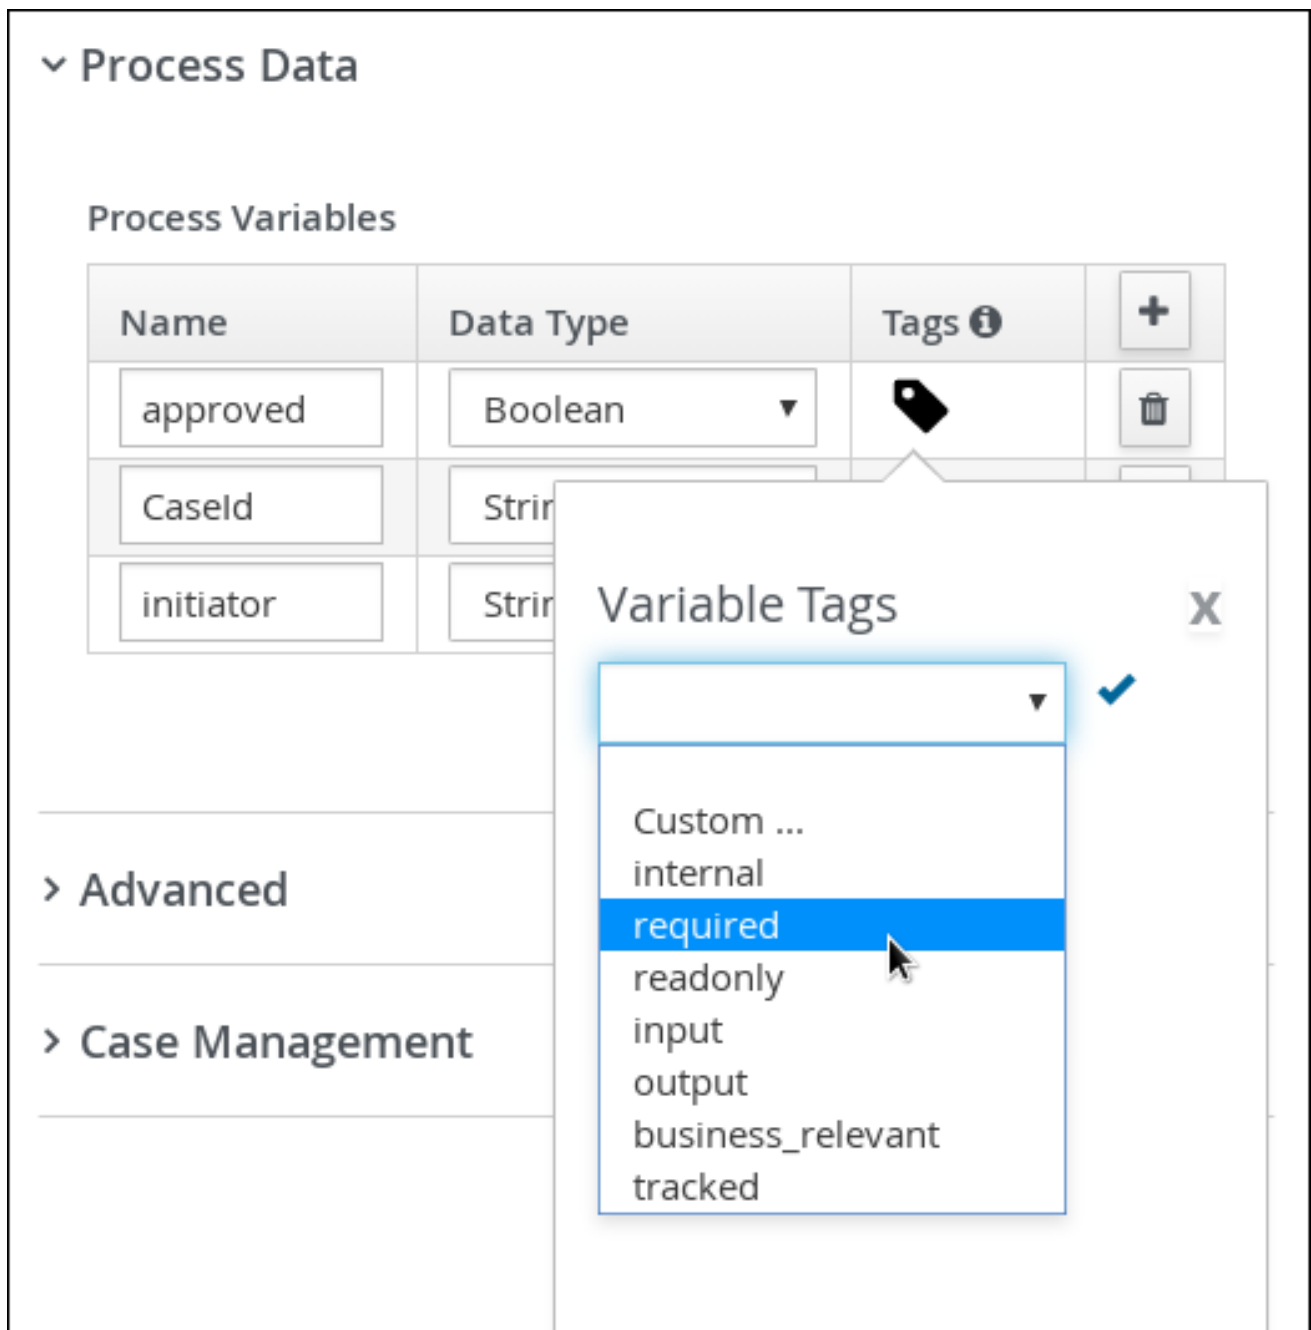 Process Data
Process Variables
Name Data Type Tags
approved Boolean
CaseId
initiator
Variable Tags
X
Custom ...
internal
required
readonly
input
output
business_relevant
tracked
Advanced
Case Management